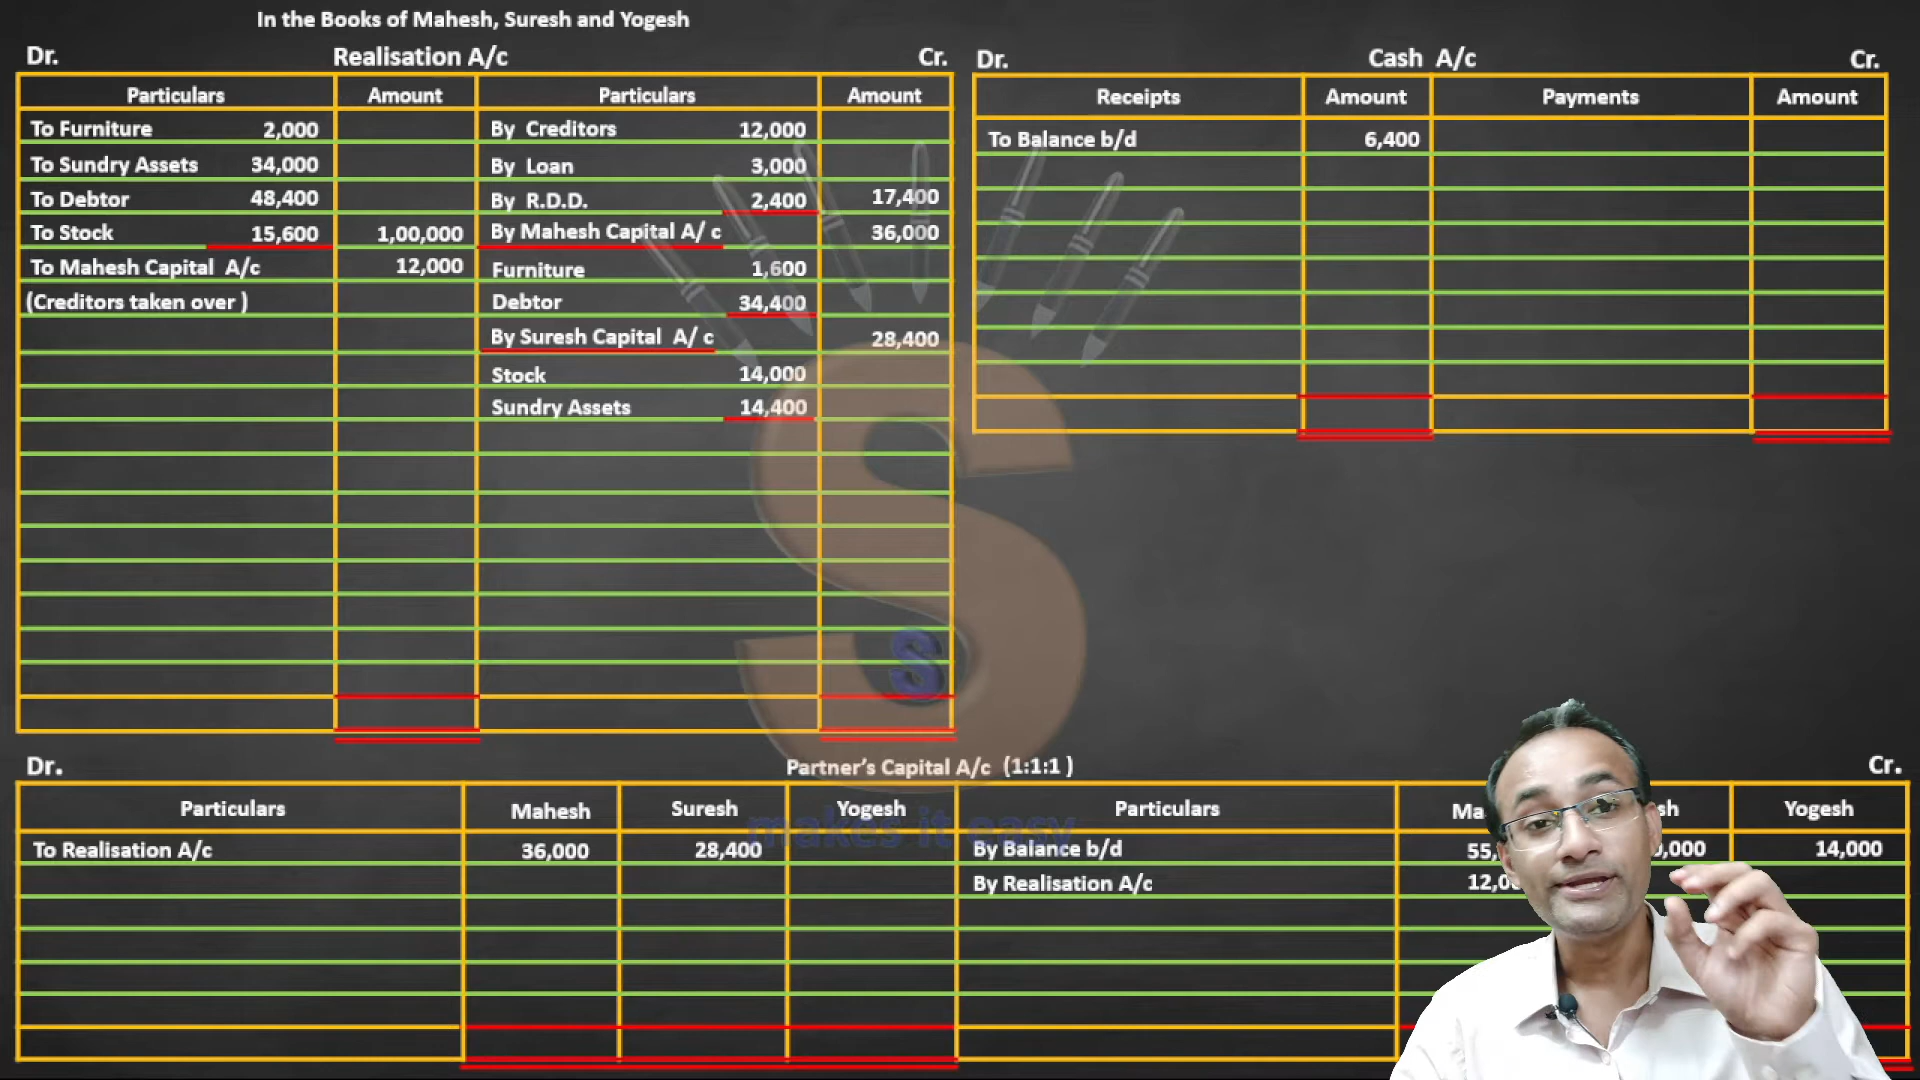 In the Books of Mahesh, Suresh and Yogesh
Dr. Realisation A/c Cr.
Particulars Amount Particulars Amount
To Furniture 2,000 By Creditors 12,000
To Sundry Assets 34,000 By Loan 3,000
To Debtor 48,400 By R.D.D. 2,400 17,400
To Stock 15,600 1,00,000 By Mahesh Capital A/ c 36,000
To Mahesh Capital A/c 12,000 Furniture 1,600
(Creditors taken over ) Debtor 34,400
By Suresh Capital A/ c 28,400
Stock 14,000
Sundry Assets 14,400
Dr. Cash A/c Cr.
Receipts Amount Payments Amount
To Balance b/d 6,400
Dr. Partner’s Capital A/c (1:1:1 ) Cr.
Particulars Mahesh Suresh Yogesh Particulars Yogesh
To Realisation A/c 36,000 28,400 By Balance b/d 14,000
By Realisation A/c
S
s
makes it easy